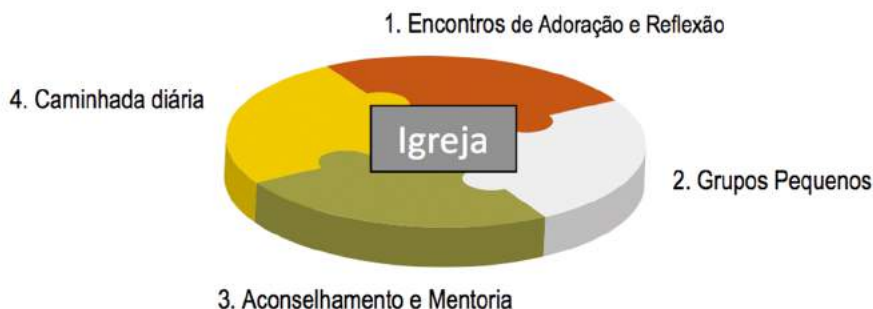 1. Encontros de Adoração e Reflexão
4. Caminhada diária
Igreja
2. Grupos Pequenos
3. Aconselhamento e Mentoria